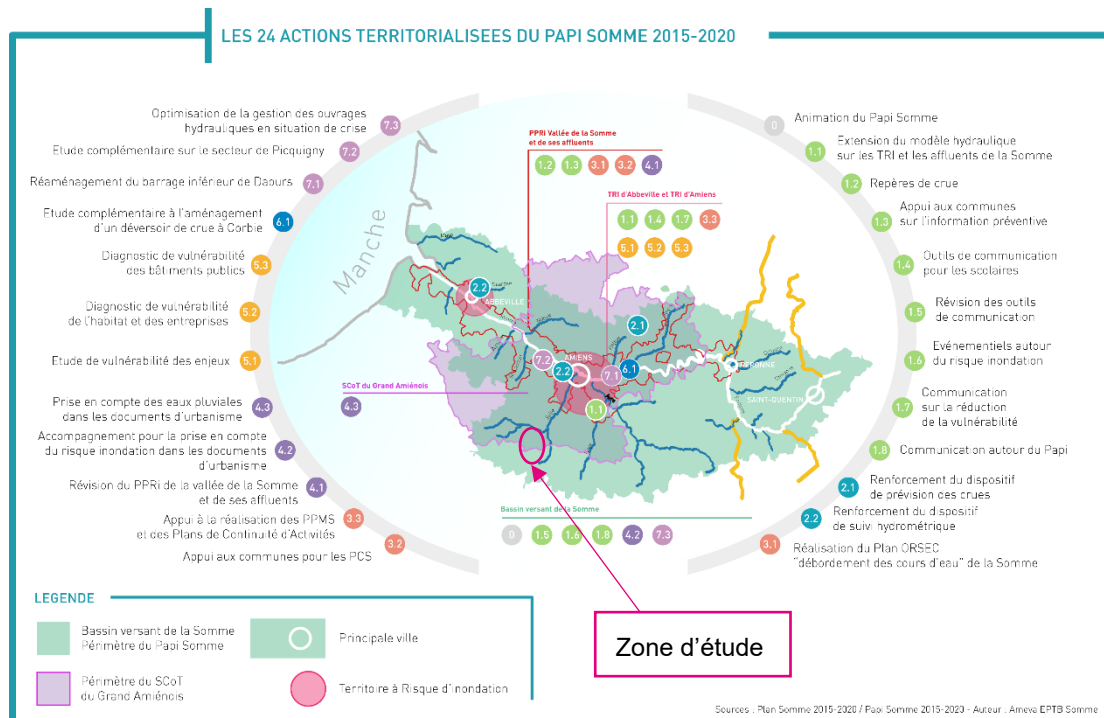 LES 24 ACTIONS TERRITORIALISEES DU PAPI SOMME 2015-2020
Optimisation de la gestion des ouvrages
hydrauliques en situation de crise
7.3
Etude complémentaire sur le secteur de Picquigny
7.2
Réaménagement du barrage inférieur de Daours
7.1
Etude complémentaire à l'aménagement
d'un déversoir de crue à Corbie
6.1
Diagnostic de vulnérabilité
des bâtiments publics
5.3
Diagnostic de vulnérabilité
de l'habitat et des entreprises
5.2
Etude de vulnérabilité des enjeux
5.1
Prise en compte des eaux pluviales
dans les documents d'urbanisme
4.3
Accompagnement pour la prise en compte
du risque inondation dans les documents
d'urbanisme
4.2
Révision du PPRi de la vallée de la Somme
et de ses affluents
4.1
Appui à la réalisation des PPMS
et des Plans de Continuité d'Activités
3.3
Appui aux communes pour les PCS
3.2
Manche
PPRi Vallée de la Somme
et de ses affluents
1.2 1.3 3.1 3.2 4.1
TRI d'Abbeville et TRI d'Amiens
1.1 1.4 1.7 3.3
5.1 5.2 5.3
2.2
ABBEVILLE
2.1
7.2
2.2
AMIENS
7.1
6.1
1.1
SAINT-QUENTIN
SCoT du Grand Amiénois
4.3
Bassin versant de la Somme
0 1.5 1.6 1.8 4.2 7.3
0
Animation du Papi Somme
1.1
Extension du modèle hydraulique
sur les TRI et les affluents de la Somme
1.2
Repères de crue
1.3
Appui aux communes
sur l'information préventive
1.4
Outils de communication
pour les scolaires
1.5
Révision des outils
de communication
1.6
Evénementiels autour
du risque inondation
1.7
Communication
sur la réduction
de la vulnérabilité
1.8
Communication autour du Papi
2.1
Renforcement du dispositif
de prévision des crues
2.2
Renforcement du dispositif
de suivi hydrométrique
3.1
Réalisation du Plan ORSEC
"débordement des cours d'eau" de la Somme
Zone d'étude
LEGENDE
Bassin versant de la Somme
Périmètre du Papi Somme
Principale ville
Périmètre du SCoT
du Grand Amiénois
Territoire à Risque d'inondation
Sources : Plan Somme 2015-2020 / Papi Somme 2015-2020 - Auteur : Ameva EPTB Somme